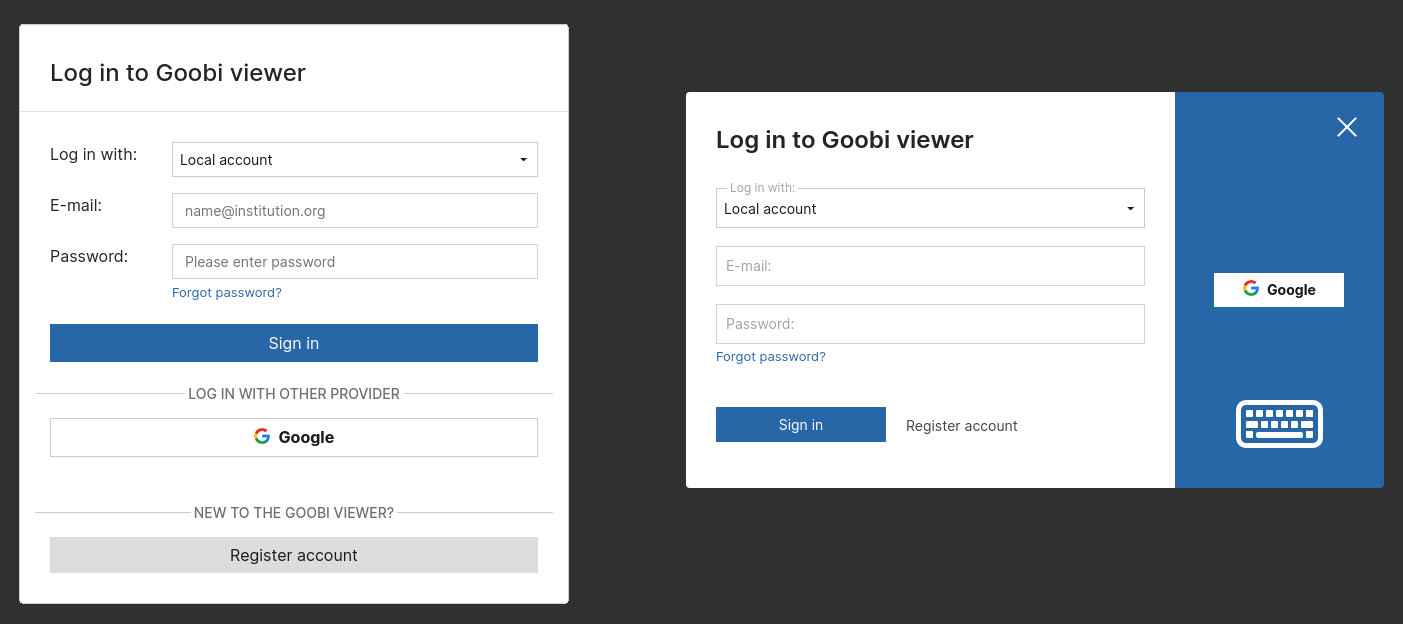 Log in to Goobi viewer
Log in with:
Local account
E-mail:
name@institution.org
Password:
Please enter password
Forgot password?
Sign in
LOG IN WITH OTHER PROVIDER
Google
NEW TO THE GOOBI VIEWER?
Register account
Log in to Goobi viewer
Log in with:
Local account
E-mail:
Password:
Forgot password?
Sign in
Register account
Google